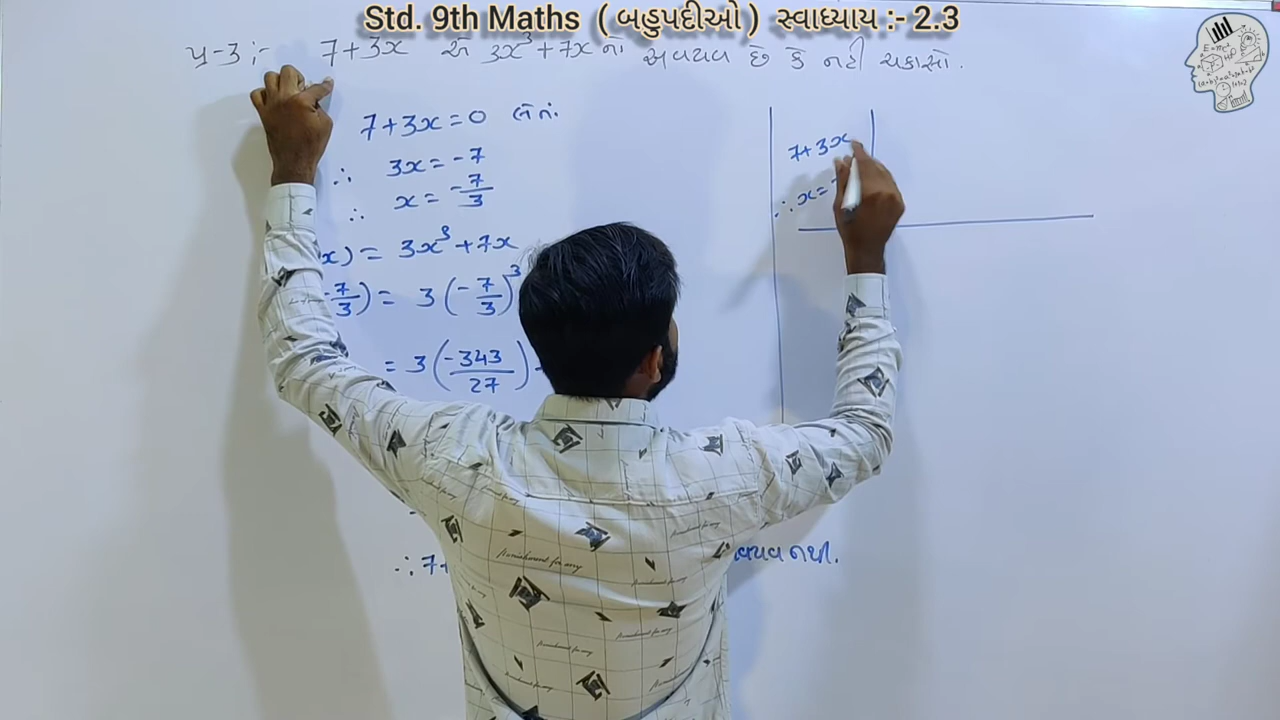 Std. 9th Maths ( બહુપદીઓ ) સ્વાધ્યાય :- 2.3
પ્ર-3 :- 7+3x એ 3x³+7x નો અવયવ છે કે નહી ચકાસો.
7+3x=0 લેતાં
∴ 3x=-7
∴ x=-7/3
x) = 3x³+7x
-7/3) = 3(-7/3)³
= 3(-343/27)
∴ 7+ અવયવ નથી.
7+3x
∴ x=